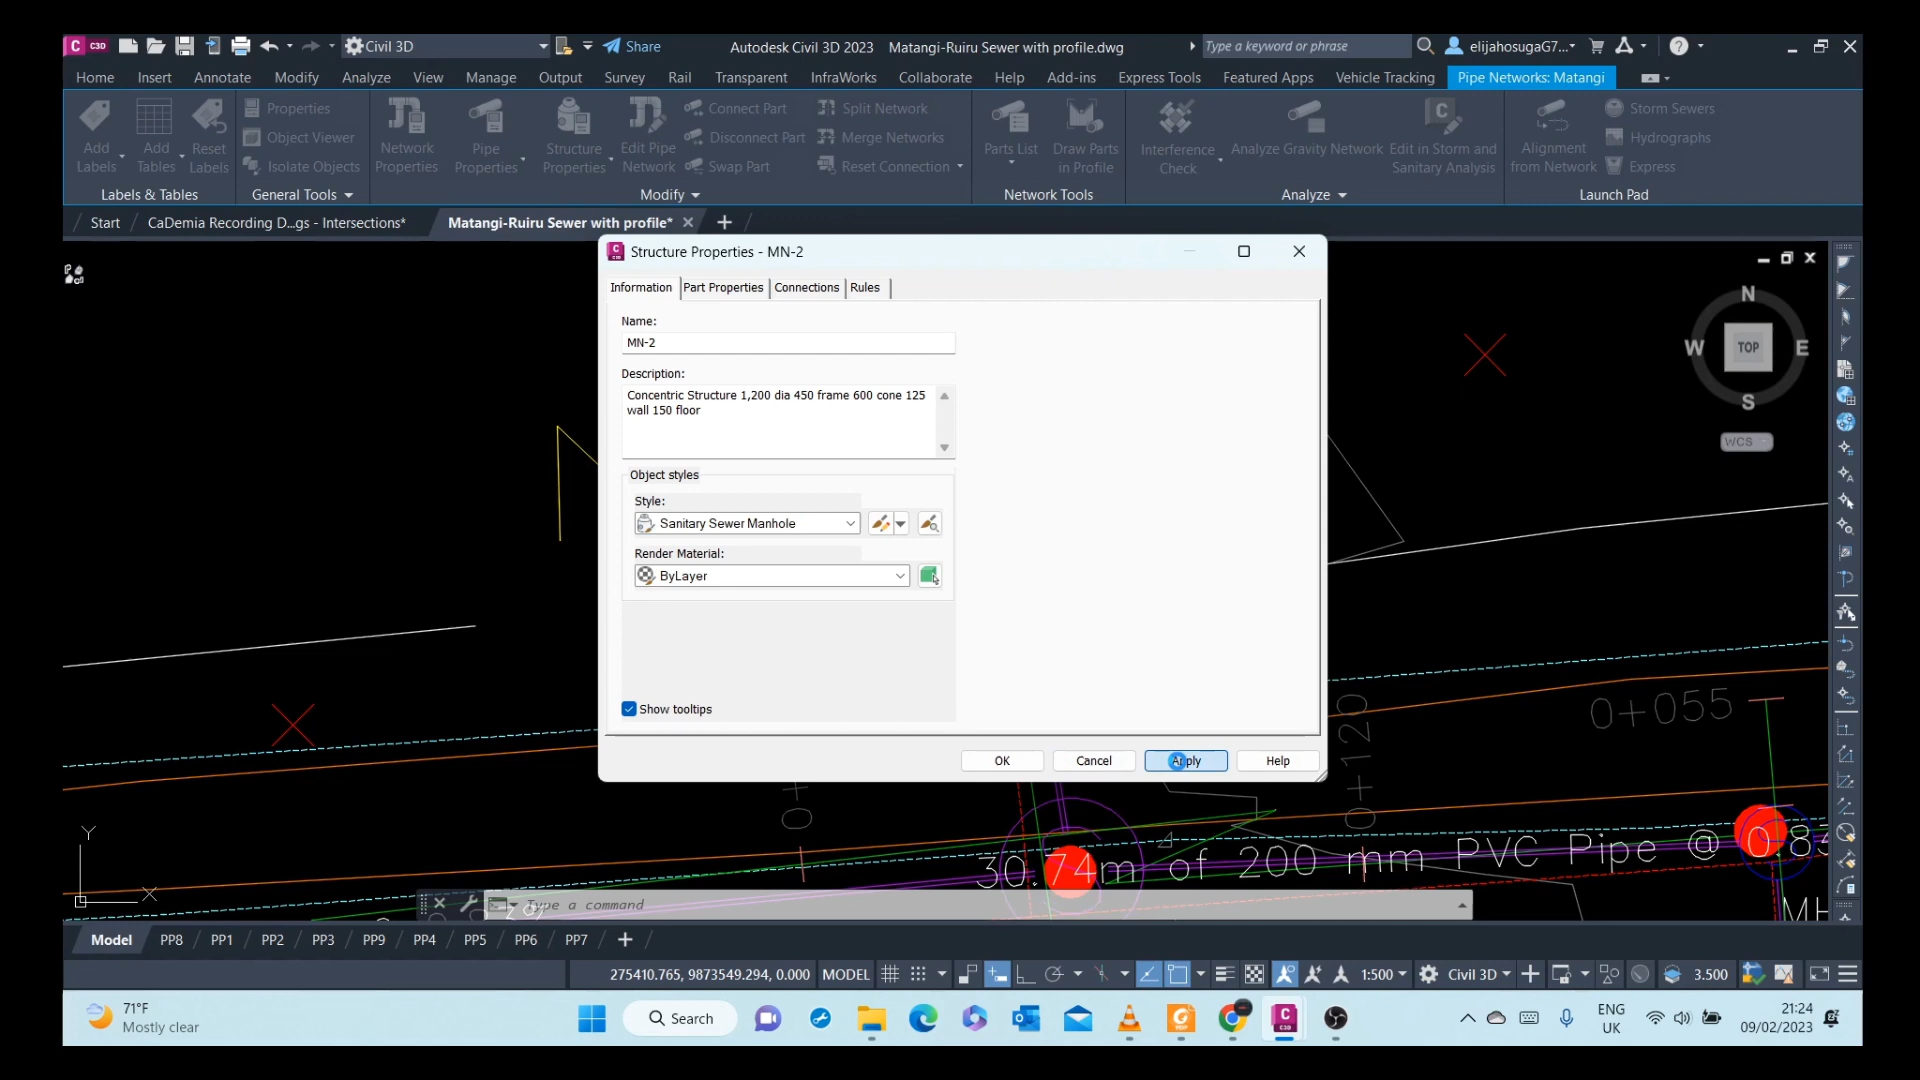 C C3D Civil 3D Share Autodesk Civil 3D 2023 Matangi-Ruiru Sewer with profile.dwg Type a keyword or phrase elijahosugaG7...
Home Insert Annotate Modify Analyze View Manage Output Survey Rail Transparent InfraWorks Collaborate Help Add-ins Express Tools Featured Apps Vehicle Tracking Pipe Networks: Matangi
Add Labels
Add Tables
Reset Labels
Properties
Object Viewer
Isolate Objects
Network Properties
Pipe Properties
Structure Properties
Edit Pipe Network
Connect Part
Disconnect Part
Swap Part
Split Network
Merge Networks
Reset Connection
Parts List
Draw Parts in Profile
Interference Check
Analyze Gravity Network
Edit in Storm and Sanitary Analysis
Alignment from Network
Storm Sewers
Hydrographs
Express
Labels & Tables General Tools Modify Network Tools Analyze Launch Pad
Start CaDemia Recording D...gs - Intersections* Matangi-Ruiru Sewer with profile*
Structure Properties - MN-2
Information Part Properties Connections Rules
Name:
MN-2
Description:
Concentric Structure 1,200 dia 450 frame 600 cone 125
wall 150 floor
Object styles
Style:
Sanitary Sewer Manhole
Render Material:
ByLayer
Show tooltips
OK Cancel Apply Help
N
W TOP E
S
WCS
0+055
0+120
30.74m of 200 mm PVC Pipe @ 0.83
MH
Y
X
Type a command
Model PP8 PP1 PP2 PP3 PP9 PP4 PP5 PP6 PP7
275410.765, 9873549.294, 0.000 MODEL 1:500 Civil 3D 3.500
71°F
Mostly clear
Search
ENG
UK
21:24
09/02/2023